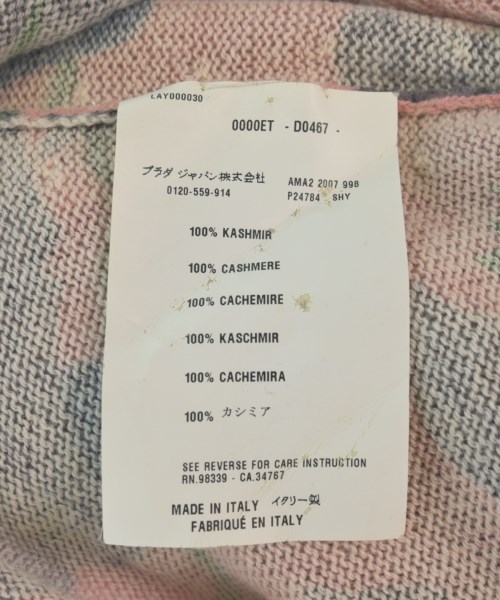 LAY000030
0000ET - D0467 -
プラダ ジャパン株式会社
0120-559-914
AMA2 2007 99B
P24784 SHY
100% KASHMIR
100% CASHMERE
100% CACHEMIRE
100% KASCHMIR
100% CACHEMIRA
100% カシミア
SEE REVERSE FOR CARE INSTRUCTION
RN.98339 - CA.34767
MADE IN ITALY イタリー製
FABRIQUÉ EN ITALY